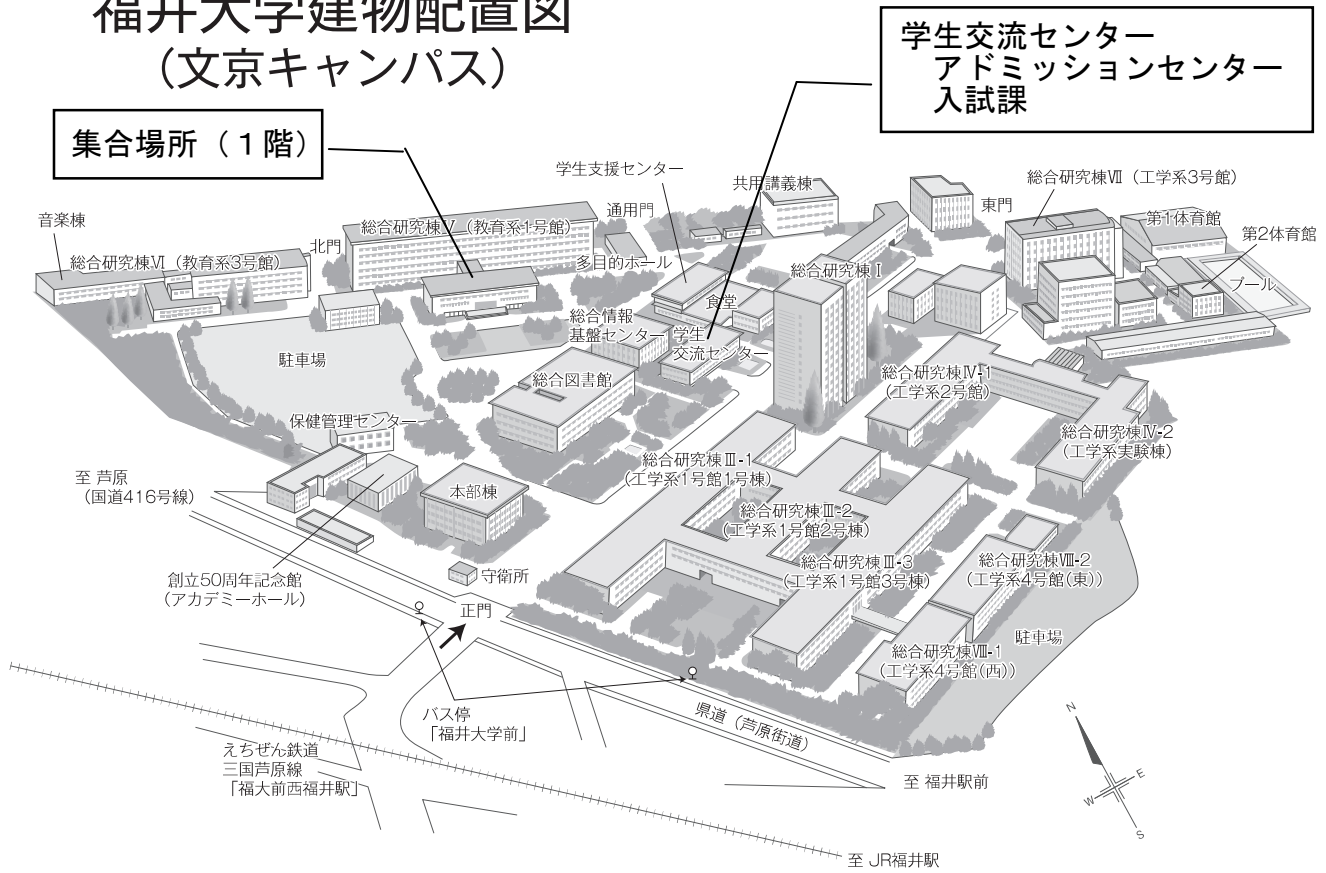 福井大学建物配置図
（文京キャンパス）
学生交流センター
アドミッションセンター
入試課
集合場所（１階）
学生支援センター
共用講義棟
総合研究棟Ⅶ（工学系3号館）
音楽棟
通用門
東門
第1体育館
総合研究棟Ⅴ（教育系1号館）
北門
第2体育館
総合研究棟Ⅵ（教育系3号館）
多目的ホール
総合研究棟Ⅰ
プール
食堂
総合情報
基盤センター
学生
交流センター
駐車場
総合図書館
総合研究棟Ⅳ-1
（工学系2号館）
保健管理センター
総合研究棟Ⅳ-2
（工学系実験棟）
総合研究棟Ⅲ-1
（工学系1号館1号棟）
至 芦原
（国道416号線）
本部棟
総合研究棟Ⅲ-2
（工学系1号館2号棟）
総合研究棟Ⅲ-3
（工学系1号館3号棟）
総合研究棟Ⅷ-2
（工学系4号館(東)）
創立50周年記念館
（アカデミーホール）
守衛所
正門
駐車場
総合研究棟Ⅷ-1
（工学系4号館(西)）
バス停
「福井大学前」
県道（芦原街道）
えちぜん鉄道
三国芦原線
「福大前西福井駅」
至 福井駅前
N
E
W
S
至 JR福井駅